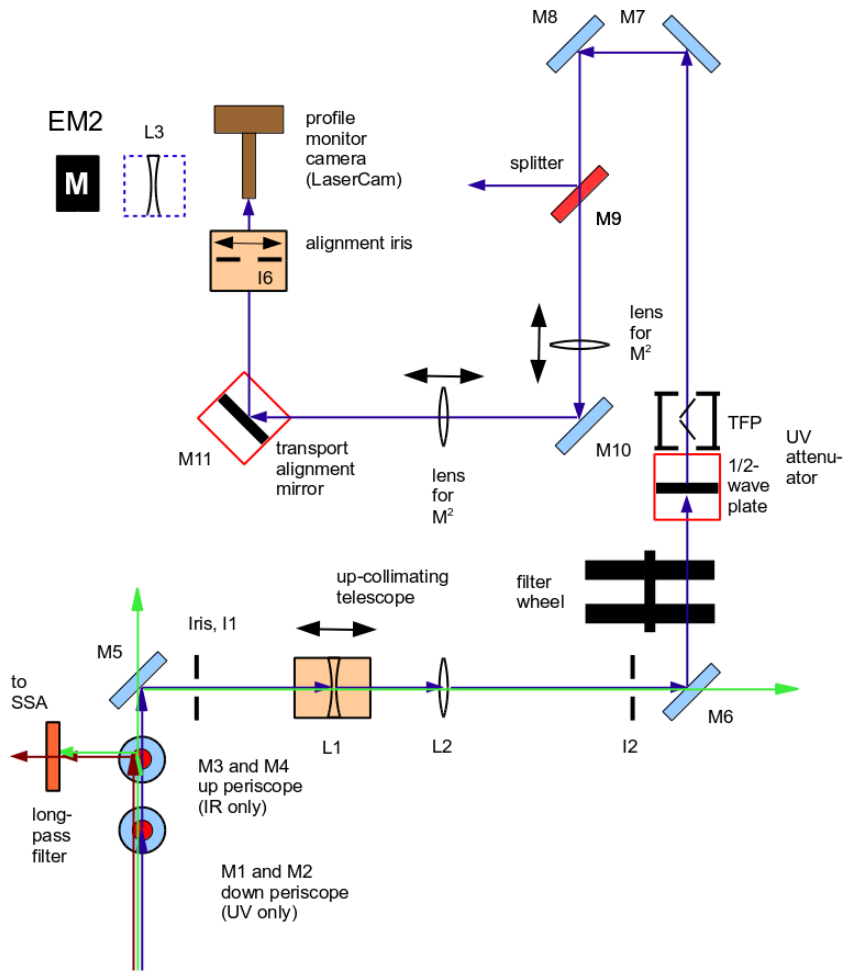 M8
M7
EM2
L3
M
profile
monitor
camera
(LaserCam)
splitter
M9
alignment iris
I6
lens
for
M²
M11
transport
alignment
mirror
lens
for
M²
M10
TFP
UV
attenu-
ator
1/2-
wave
plate
filter
wheel
up-collimating
telescope
Iris, I1
M5
to
SSA
L1
L2
I2
M6
M3 and M4
up periscope
(IR only)
long-
pass
filter
M1 and M2
down periscope
(UV only)